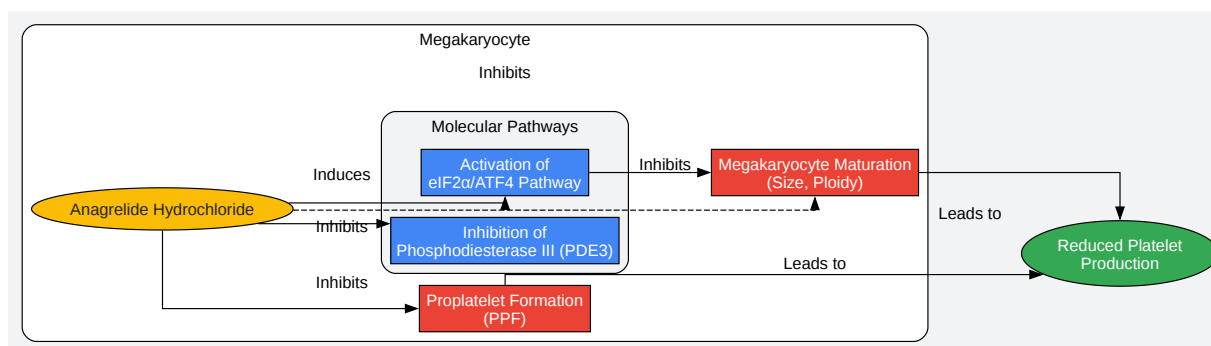 Megakaryocyte
Inhibits
Molecular Pathways
Activation of
eIF2α/ATF4 Pathway
Inhibits
Megakaryocyte Maturation
(Size, Ploidy)
Induces
Anagrelide Hydrochloride
Inhibits
Inhibition of
Phosphodiesterase III (PDE3)
Leads to
Reduced Platelet
Production
Leads to
Inhibits
Proplatelet Formation
(PPF)